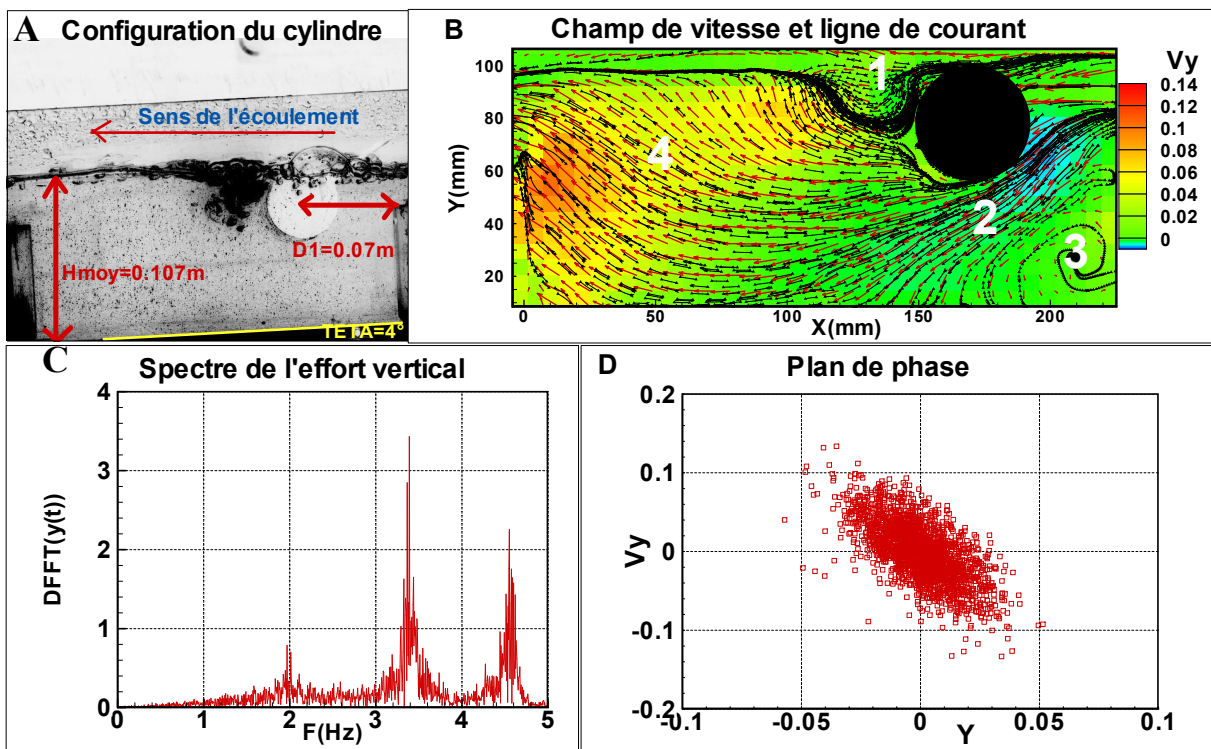 A Configuration du cylindre
Sens de l'écoulement
D1=0.07m
Hmoy=0.107m
TETA=4°
B Champ de vitesse et ligne de courant
Vy
0.14
0.12
0.1
0.08
0.06
0.04
0.02
0
Y(mm)
100
80
60
40
20
1
2
3
4
0 50 100 150 200
X(mm)
C Spectre de l'effort vertical
DFFT(y(t))
4
3
2
1
0
0 1 2 3 4 5
F(Hz)
D Plan de phase
Vy
0.2
0.1
0
-0.1
-0.2
-0.1 -0.05 0 0.05 0.1
Y